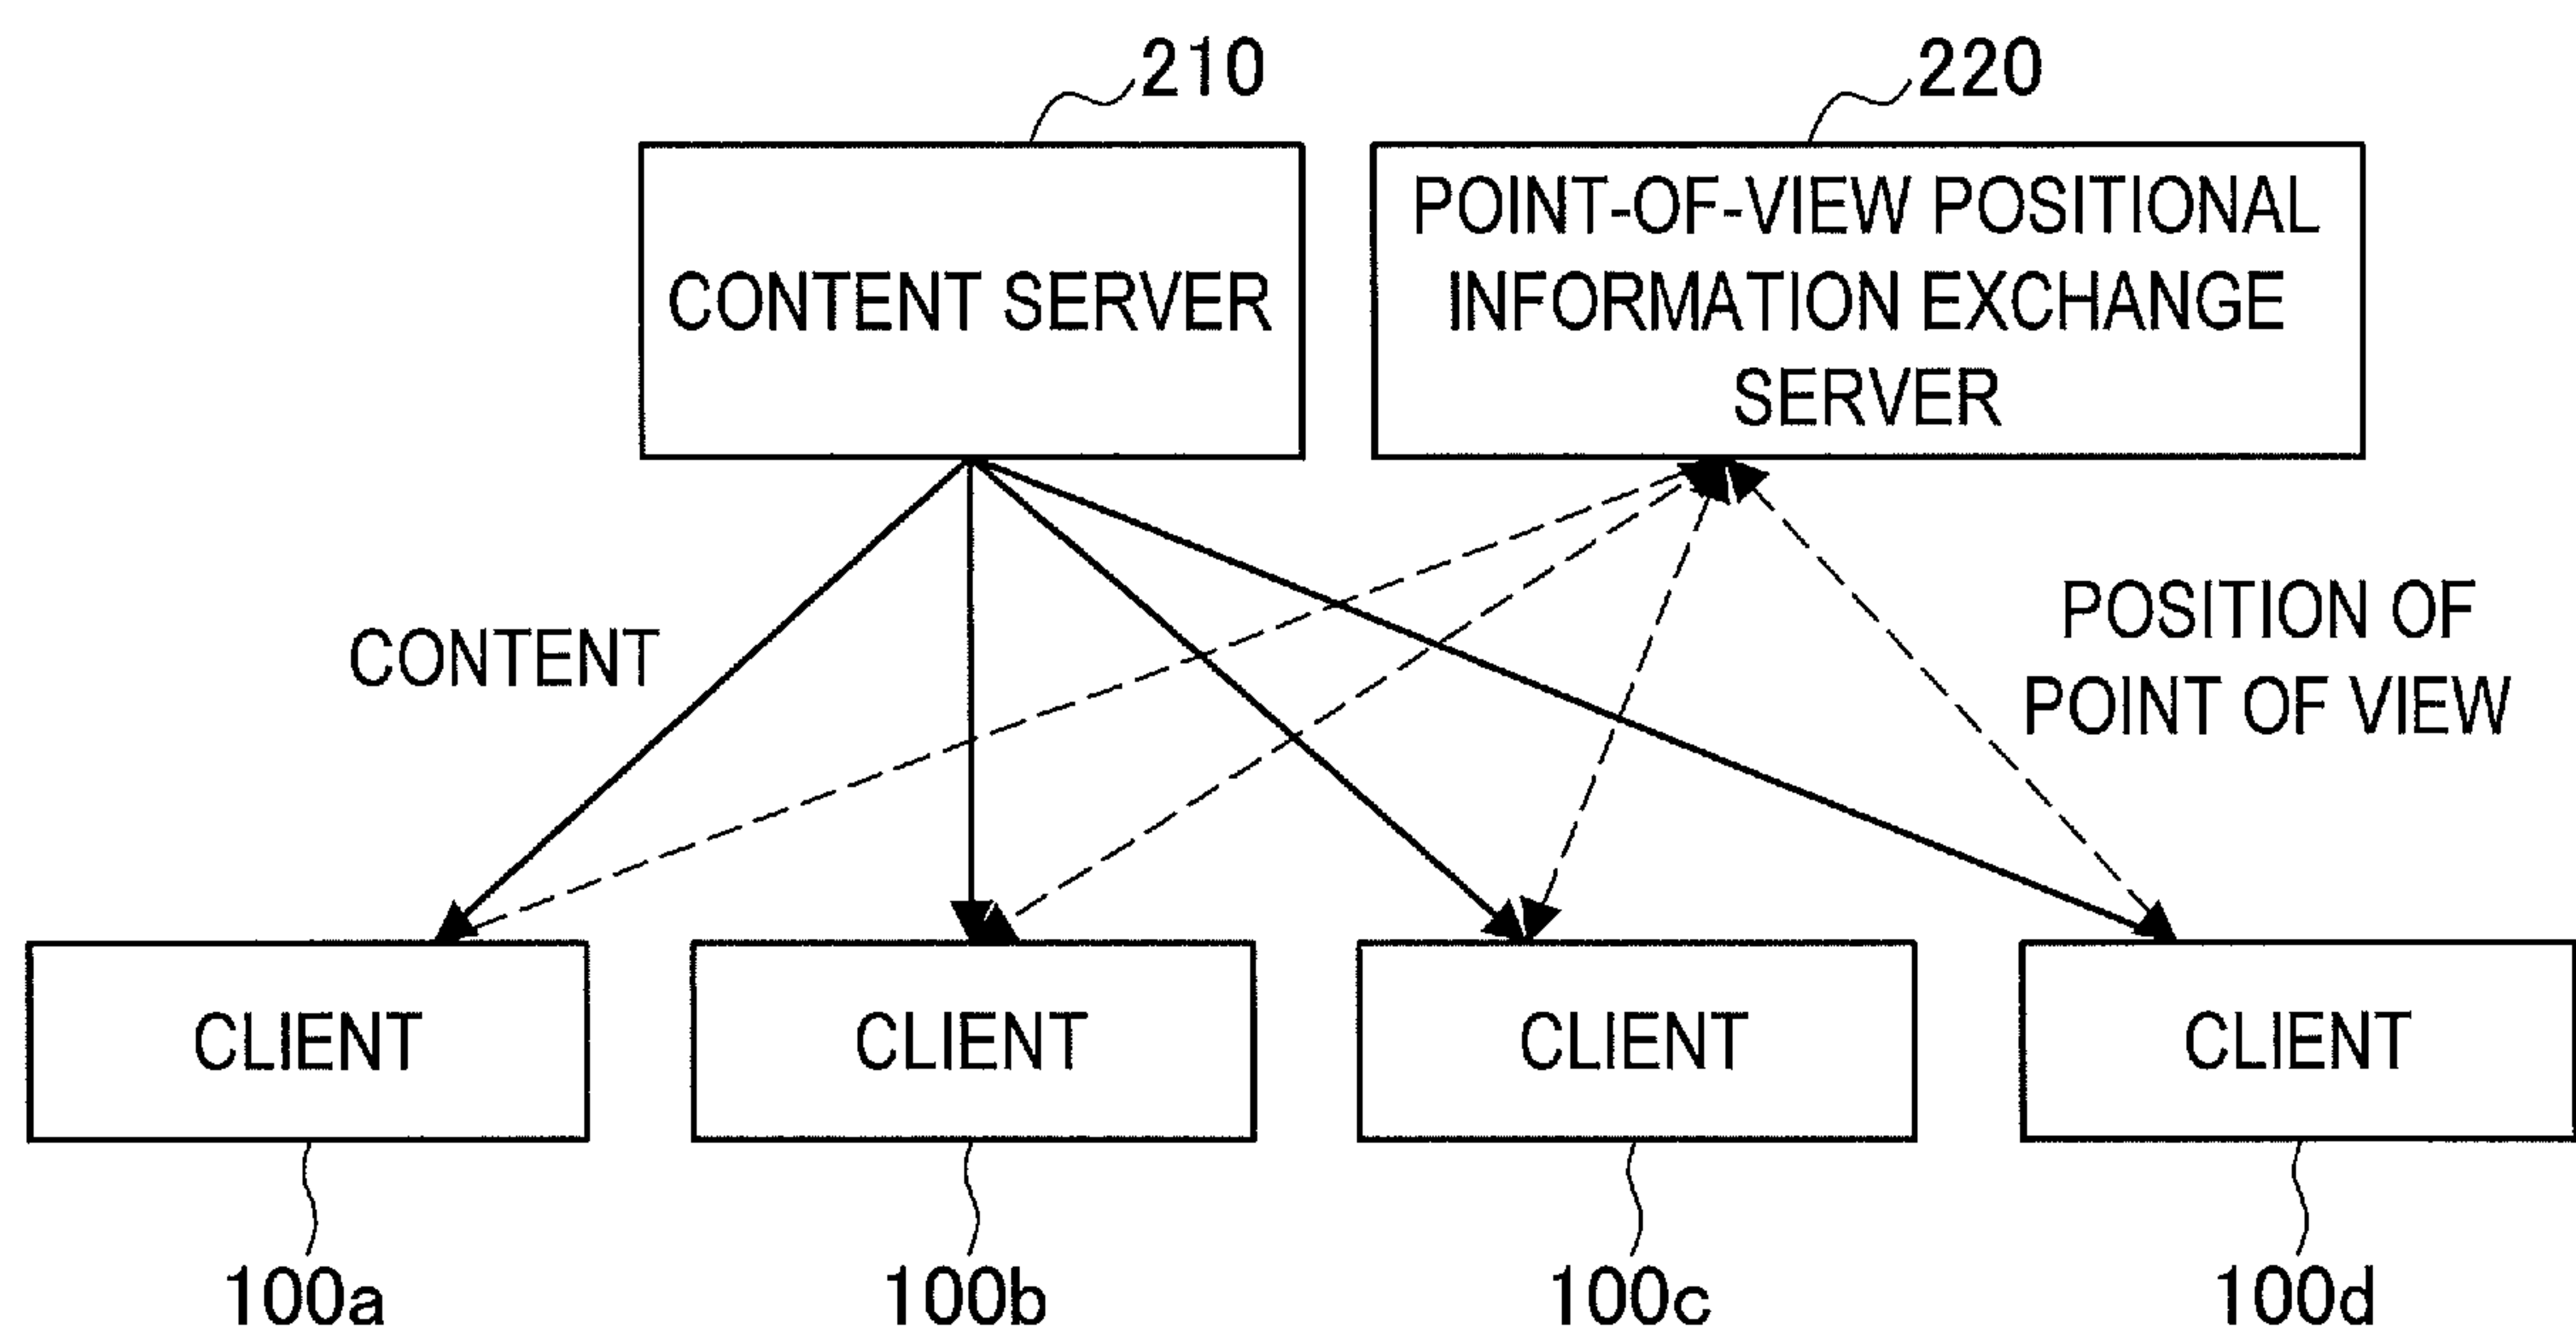 210
220
CONTENT SERVER
POINT-OF-VIEW POSITIONAL
INFORMATION EXCHANGE
SERVER
CONTENT
POSITION OF
POINT OF VIEW
CLIENT
CLIENT
CLIENT
CLIENT
100a
100b
100c
100d